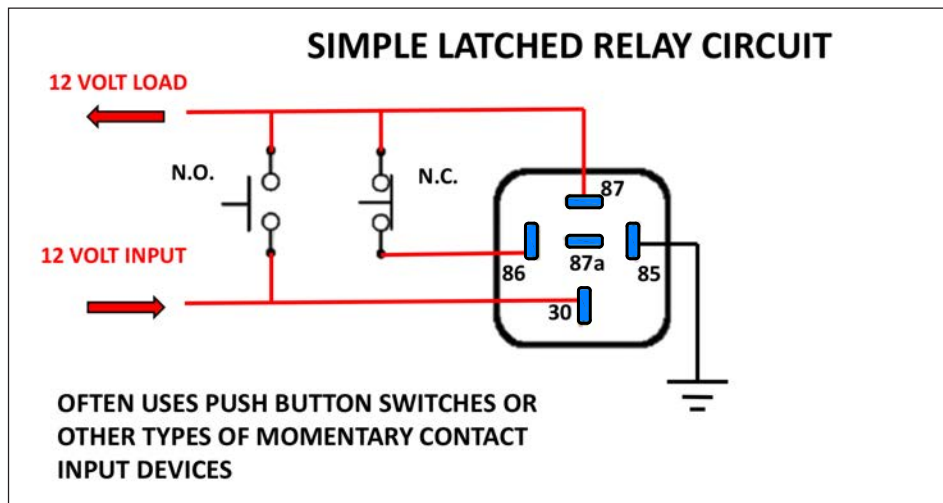 SIMPLE LATCHED RELAY CIRCUIT
12 VOLT LOAD
N.O.
N.C.
87
12 VOLT INPUT
86
87a
85
30
OFTEN USES PUSH BUTTON SWITCHES OR
OTHER TYPES OF MOMENTARY CONTACT
INPUT DEVICES